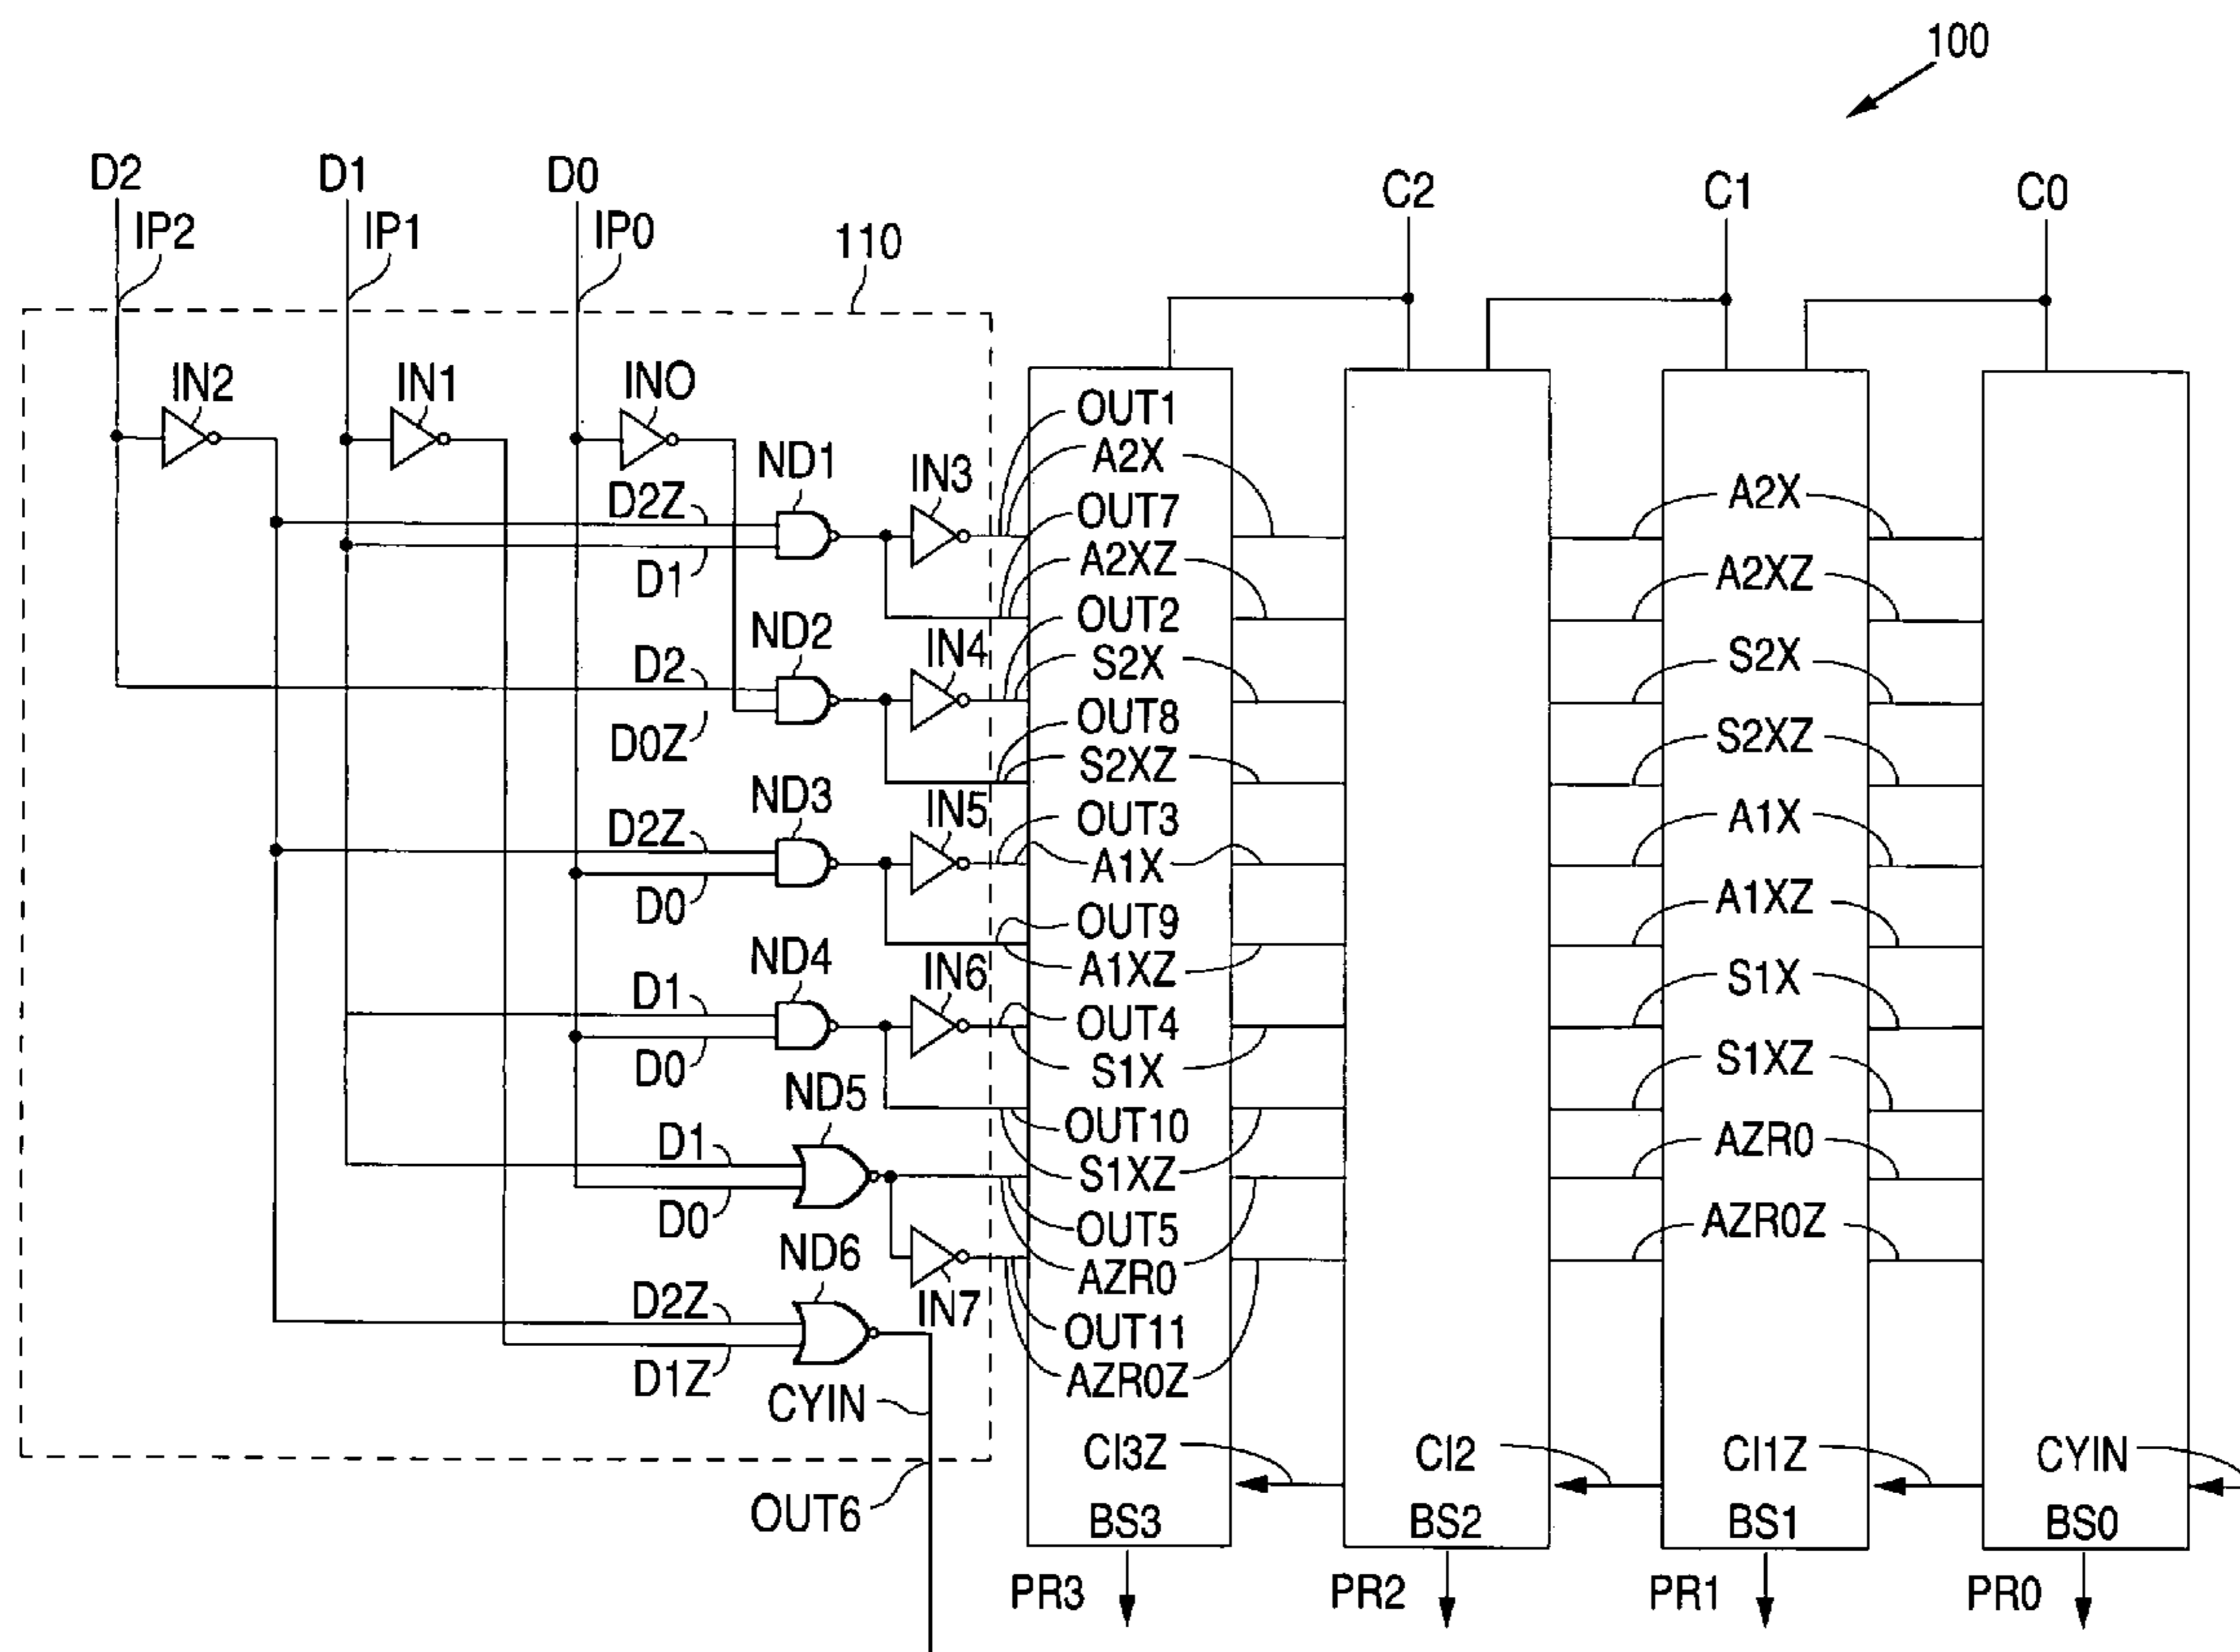 100
D2
D1
D0
C2
C1
C0
IP2
IP1
IP0
110
IN2
IN1
INO
ND1
IN3
D2Z
D1
ND2
IN4
D2
D0Z
ND3
IN5
D2Z
D0
ND4
IN6
D1
D0
ND5
D1
D0
ND6
IN7
D2Z
D1Z
CYIN
OUT6
OUT1
A2X
OUT7
A2XZ
OUT2
S2X
OUT8
S2XZ
OUT3
A1X
OUT9
A1XZ
OUT4
S1X
OUT10
S1XZ
OUT5
AZR0
OUT11
AZR0Z
CI3Z
BS3
PR3
CI2
BS2
PR2
A2X
A2XZ
S2X
S2XZ
A1X
A1XZ
S1X
S1XZ
AZR0
AZR0Z
CI1Z
BS1
PR1
CYIN
BS0
PR0